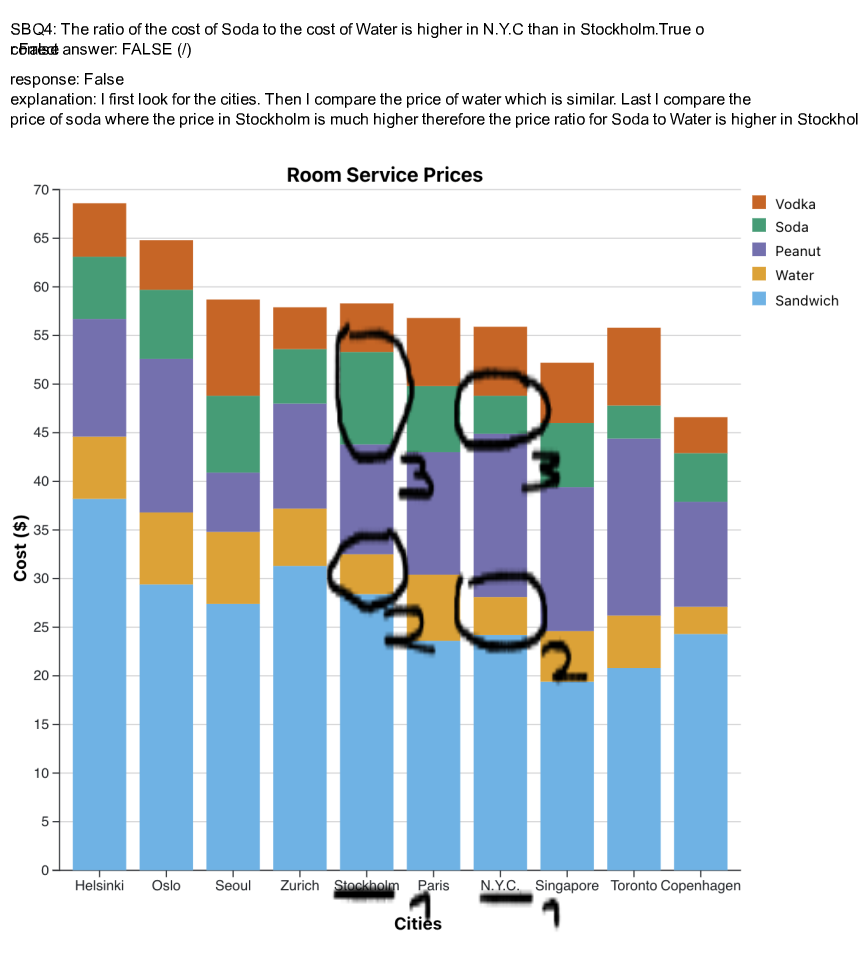 SBQ4: The ratio of the cost of Soda to the cost of Water is higher in N.Y.C than in Stockholm.True o
answer: FALSE (/)
response: False
explanation: I first look for the cities. Then I compare the price of water which is similar. Last I compare the
price of soda where the price in Stockholm is much higher therefore the price ratio for Soda to Water is higher in Stockhol
Room Service Prices
Vodka
Soda
Peanut
Water
Sandwich
Cost ($)
70
65
60
55
50
45
40
35
30
25
20
15
10
5
0
3
3
2
2
Helsinki Oslo Seoul Zurich Stockholm Paris N.Y.C. Singapore Toronto Copenhagen
1 1
Cities